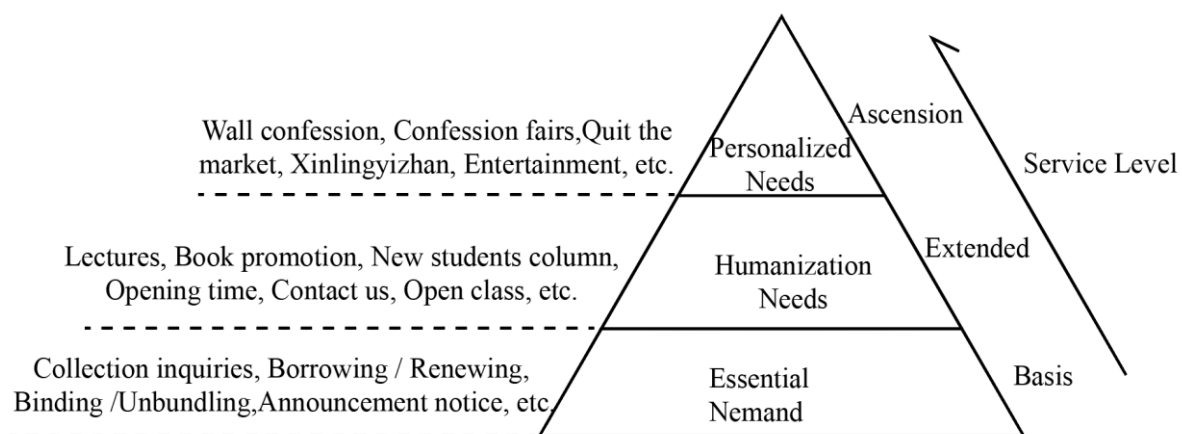 Wall confession, Confession fairs,Quit the
market, Xinlingyizhan, Entertainment, etc.
Personalized
Needs
Ascension
Service Level
Lectures, Book promotion, New students column,
Opening time, Contact us, Open class, etc.
Humanization
Needs
Extended
Collection inquiries, Borrowing / Renewing,
Binding /Unbundling,Announcement notice, etc.
Essential
Nemand
Basis